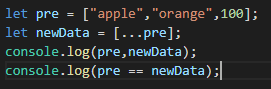 let pre = ["apple","orange",100];
let newData = [...pre];
console.log(pre,newData);
console.log(pre == newData);